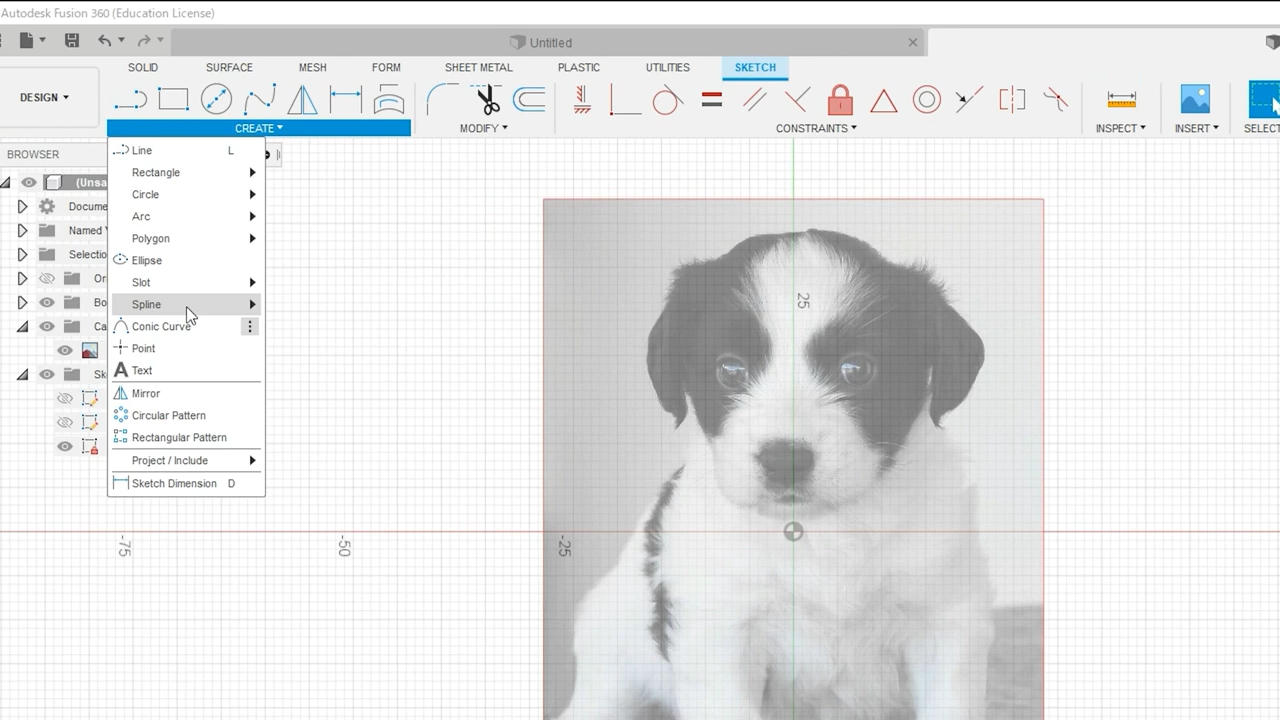 Autodesk Fusion 360 (Education License)
Untitled
SOLID SURFACE MESH FORM SHEET METAL PLASTIC UTILITIES SKETCH
DESIGN
CREATE MODIFY CONSTRAINTS INSPECT INSERT SELECT
BROWSER
Line L
Rectangle
(Unsa
Circle
Docume
Arc
Named
Polygon
Selectio
Ellipse
Or
Slot
Bo
Spline
Ca
Conic Curve
Point
Text
Sk
Mirror
Circular Pattern
Rectangular Pattern
Project / Include
Sketch Dimension D
25
-75
-50
-25